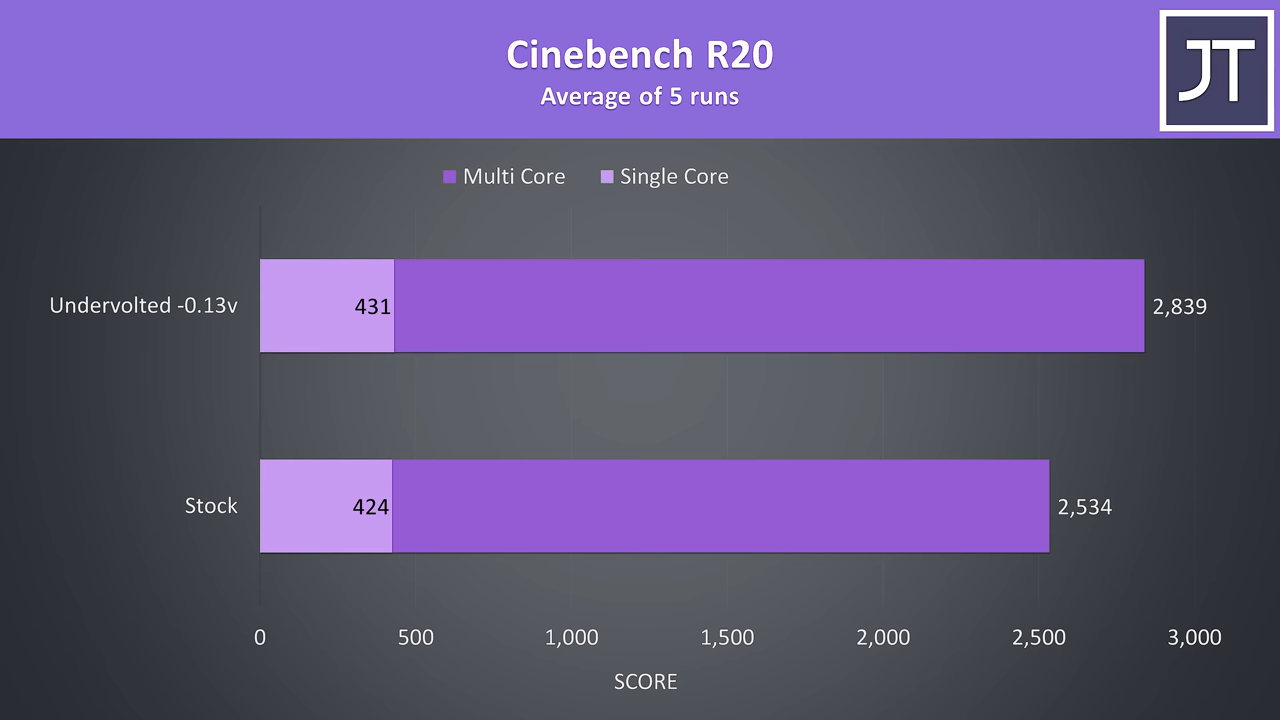 Cinebench R20
Average of 5 runs
JT
Multi Core
Single Core
Undervolted -0.13v
431
2,839
Stock
424
2,534
0 500 1,000 1,500 2,000 2,500 3,000
SCORE